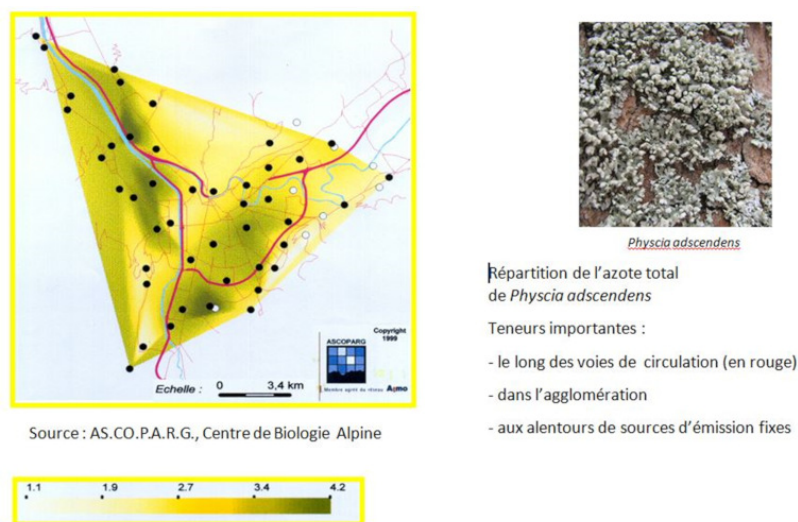 Copyright
1999
ASCOPARG
Echelle : 0 3,4 km
Source : AS.CO.P.A.R.G., Centre de Biologie Alpine
1.1 1.9 2.7 3.4 4.2
Physcia adscendens
Répartition de l’azote total
de Physcia adscendens
Teneurs importantes :
- le long des voies de circulation (en rouge)
- dans l’agglomération
- aux alentours de sources d’émission fixes